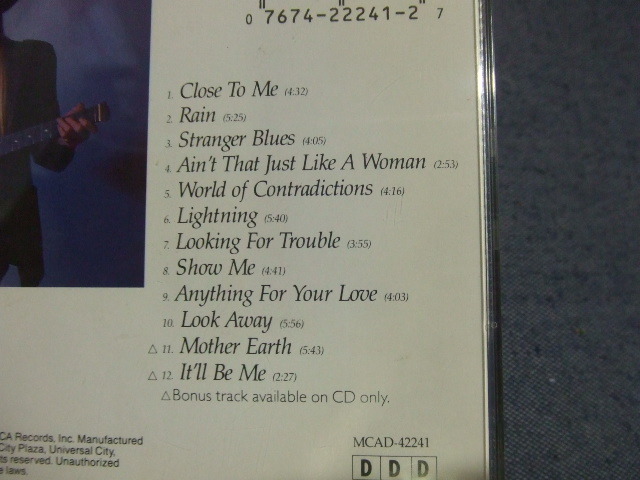 0 7674-22241-2 7
1. Close To Me (4:32)
2. Rain (5:25)
3. Stranger Blues (4:05)
4. Ain't That Just Like A Woman (2:53)
5. World of Contradictions (4:16)
6. Lightning (5:40)
7. Looking For Trouble (3:55)
8. Show Me (4:41)
9. Anything For Your Love (4:03)
10. Look Away (5:56)
△ 11. Mother Earth (5:43)
△ 12. It'll Be Me (2:27)
△Bonus track available on CD only.
CA Records, Inc. Manufactured
City Plaza, Universal City,
ts reserved. Unauthorized
e laws.
MCAD-42241
D D D